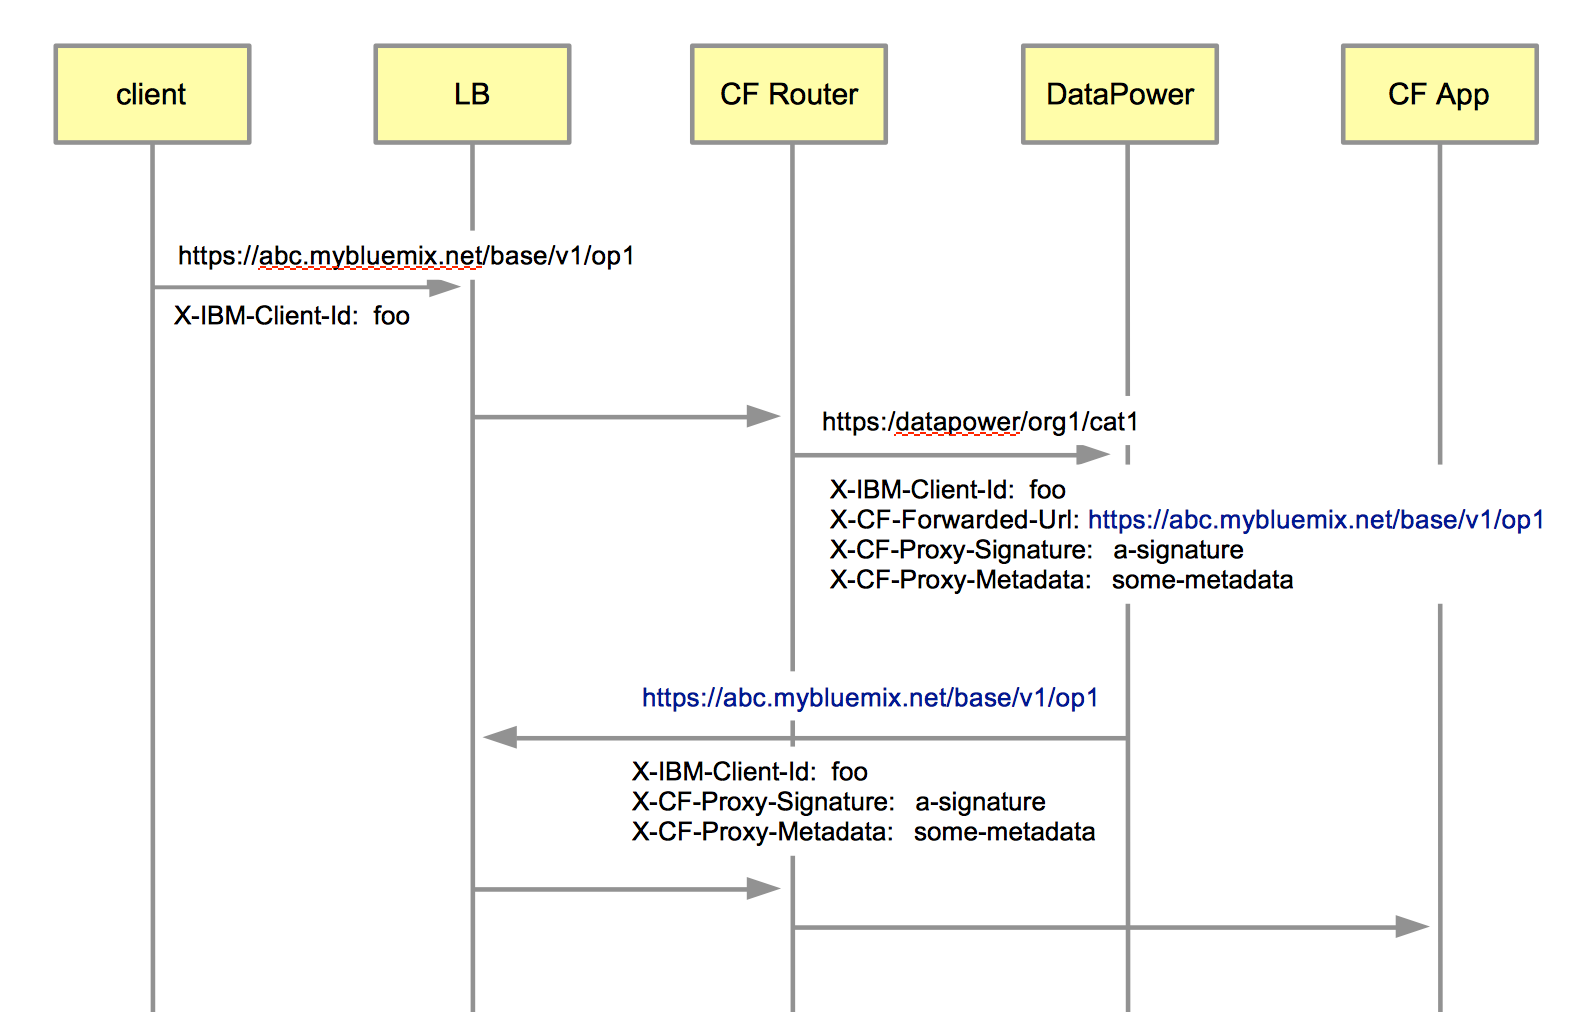 client
LB
CF Router
DataPower
CF App
https://abc.mybluemix.net/base/v1/op1
X-IBM-Client-Id: foo
https:/datapower/org1/cat1
X-IBM-Client-Id: foo
X-CF-Forwarded-Url: https://abc.mybluemix.net/base/v1/op1
X-CF-Proxy-Signature: a-signature
X-CF-Proxy-Metadata: some-metadata
https://abc.mybluemix.net/base/v1/op1
X-IBM-Client-Id: foo
X-CF-Proxy-Signature: a-signature
X-CF-Proxy-Metadata: some-metadata